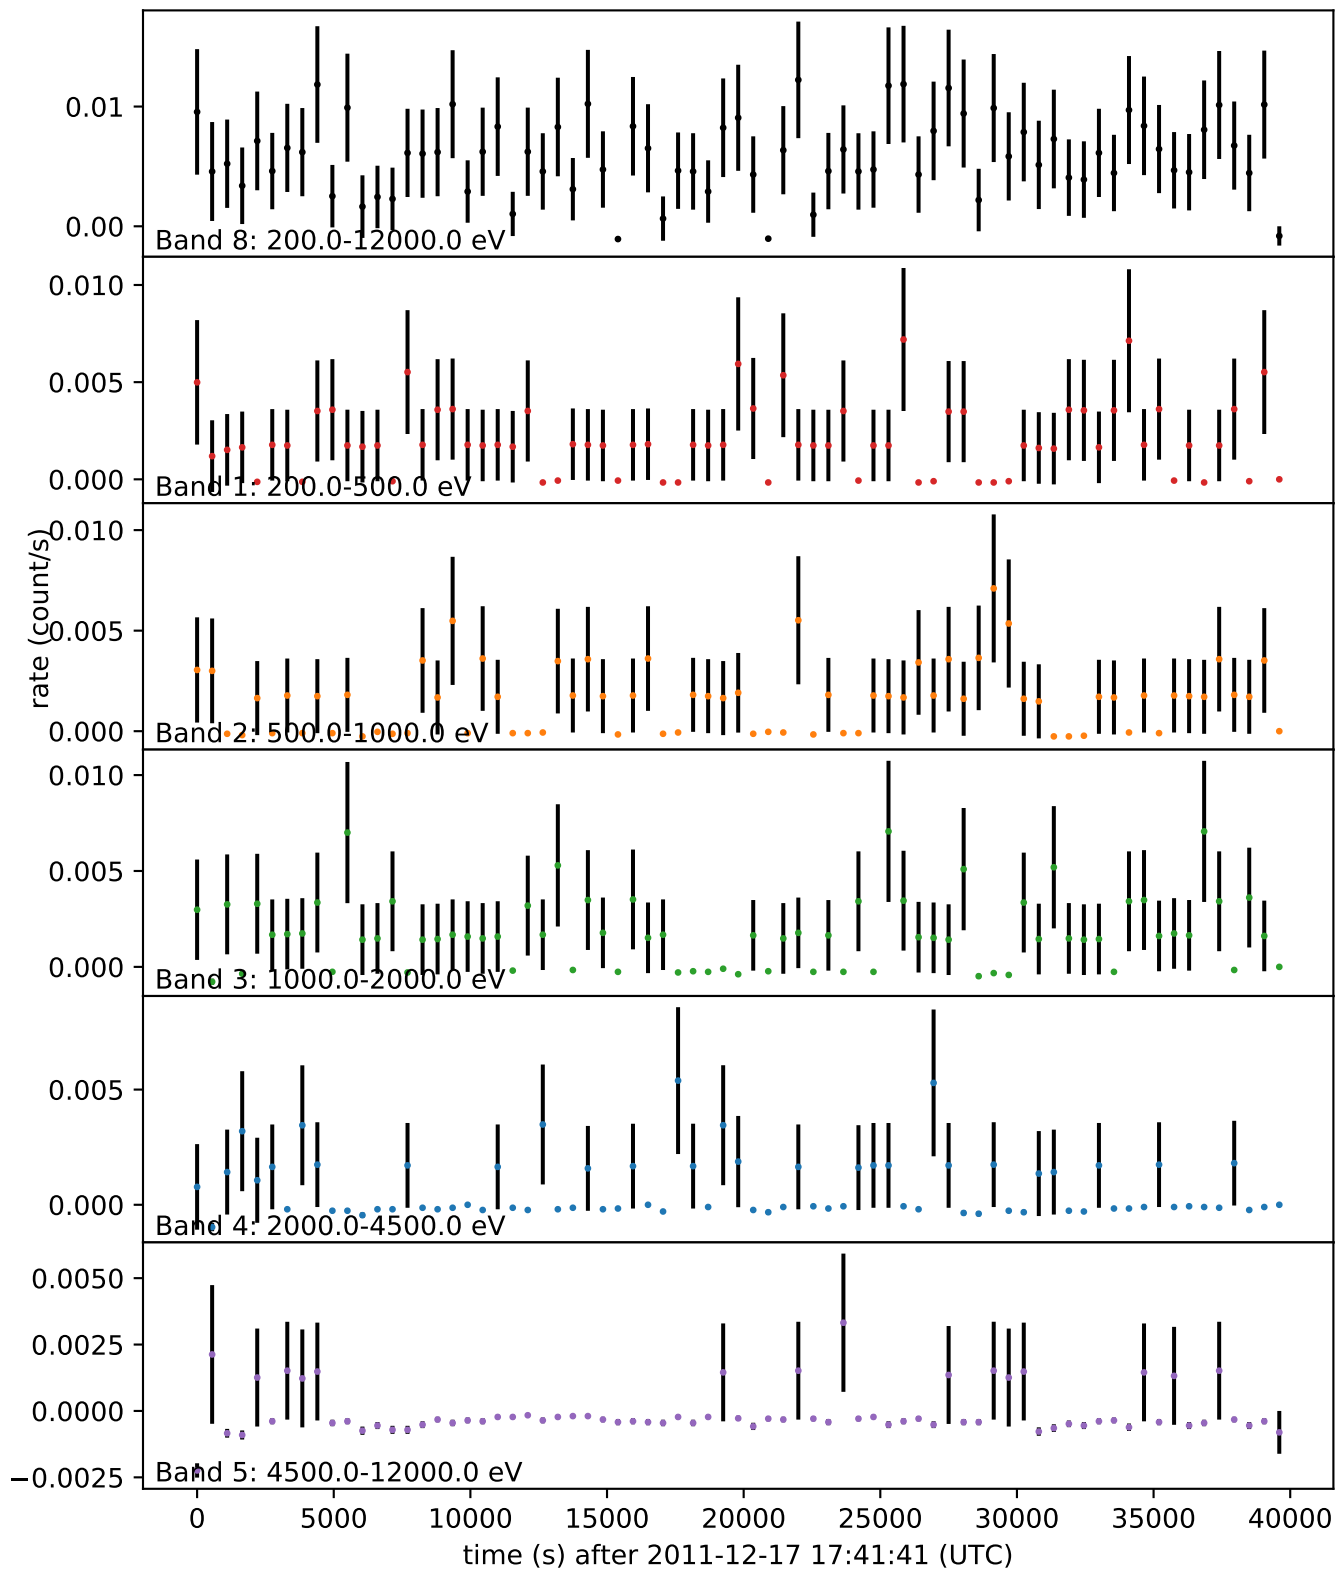 0.01
0.00
Band 8: 200.0-12000.0 eV
0.010
0.005
0.000
Band 1: 200.0-500.0 eV
rate (count/s)
0.010
0.005
0.000
Band 2: 500.0-1000.0 eV
0.010
0.005
0.000
Band 3: 1000.0-2000.0 eV
0.005
0.000
Band 4: 2000.0-4500.0 eV
0.0050
0.0025
0.0000
−0.0025
Band 5: 4500.0-12000.0 eV
0 5000 10000 15000 20000 25000 30000 35000 40000
time (s) after 2011-12-17 17:41:41 (UTC)